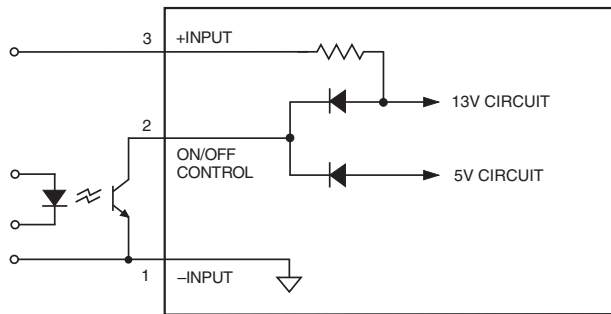 3 +INPUT
13V CIRCUIT
2
ON/OFF
CONTROL
5V CIRCUIT
1 –INPUT